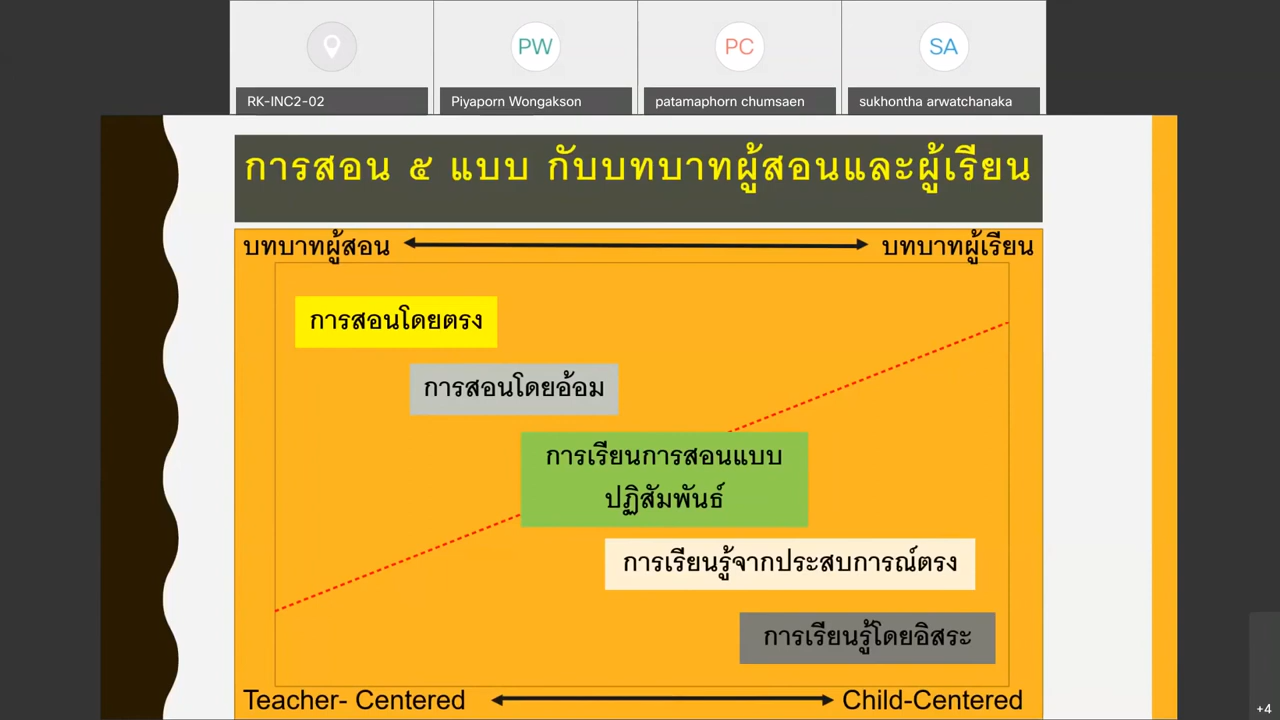 PW
PC
SA
RK-INC2-02
Piyaporn Wongakson
patamaphorn chumsaen
sukhontha arwatchanaka
การสอน ๕ แบบ กับบทบาทผู้สอนและผู้เรียน
บทบาทผู้สอน
บทบาทผู้เรียน
การสอนโดยตรง
การสอนโดยอ้อม
การเรียนการสอนแบบ
ปฏิสัมพันธ์
การเรียนรู้จากประสบการณ์ตรง
การเรียนรู้โดยอิสระ
Teacher- Centered
Child-Centered
+4